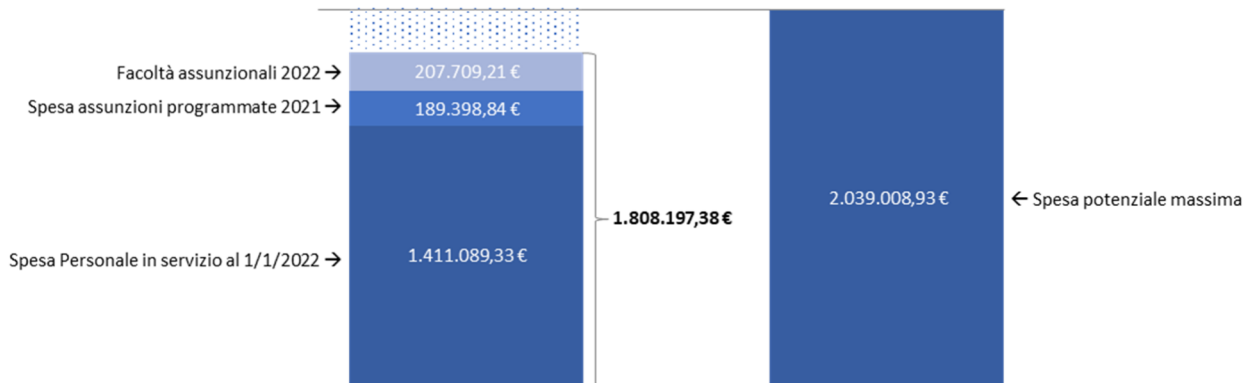 Facoltà assunzionali 2022 →
207.709,21 €
Spesa assunzioni programmate 2021 →
189.398,84 €
Spesa Personale in servizio al 1/1/2022 →
1.411.089,33 €
1.808.197,38 €
2.039.008,93 €
← Spesa potenziale massima